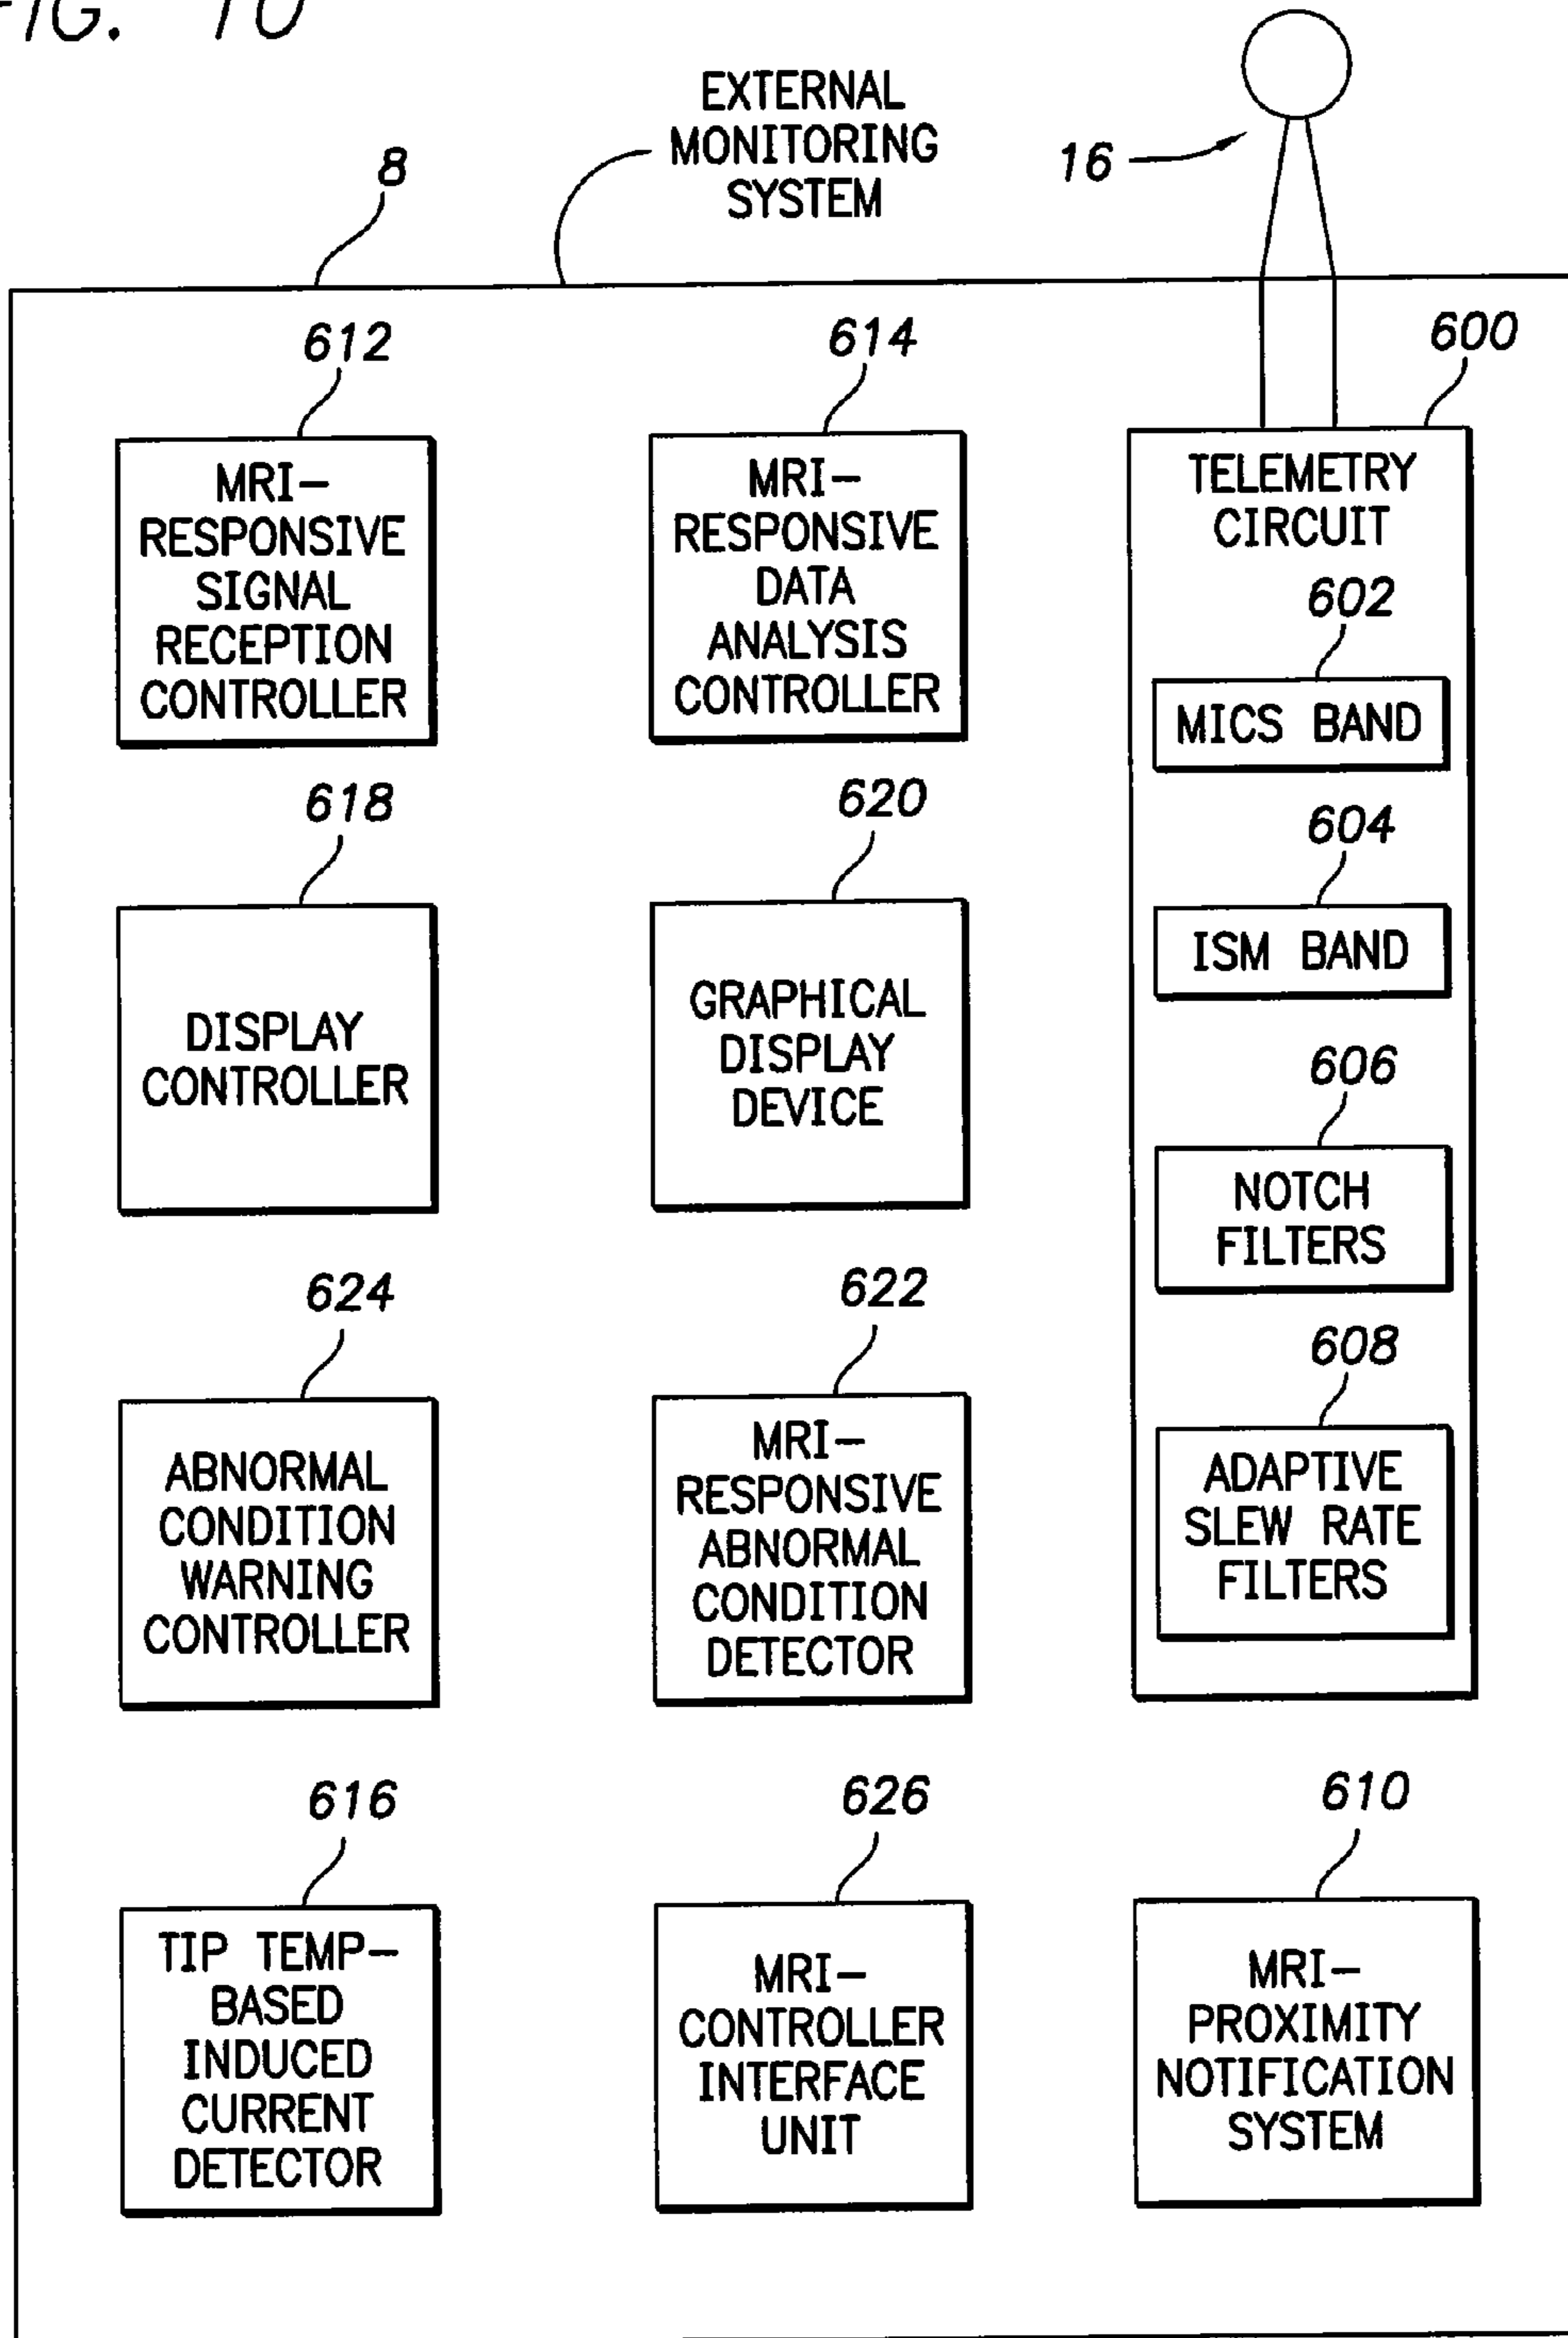 FIG. 10
EXTERNAL
MONITORING
SYSTEM
8
16
612
MRI-
RESPONSIVE
SIGNAL
RECEPTION
CONTROLLER
614
MRI-
RESPONSIVE
DATA
ANALYSIS
CONTROLLER
600
TELEMETRY
CIRCUIT
602
MICS BAND
604
ISM BAND
606
NOTCH
FILTERS
608
ADAPTIVE
SLEW RATE
FILTERS
618
DISPLAY
CONTROLLER
620
GRAPHICAL
DISPLAY
DEVICE
624
ABNORMAL
CONDITION
WARNING
CONTROLLER
622
MRI-
RESPONSIVE
ABNORMAL
CONDITION
DETECTOR
616
TIP TEMP-
BASED
INDUCED
CURRENT
DETECTOR
626
MRI-
CONTROLLER
INTERFACE
UNIT
610
MRI-
PROXIMITY
NOTIFICATION
SYSTEM